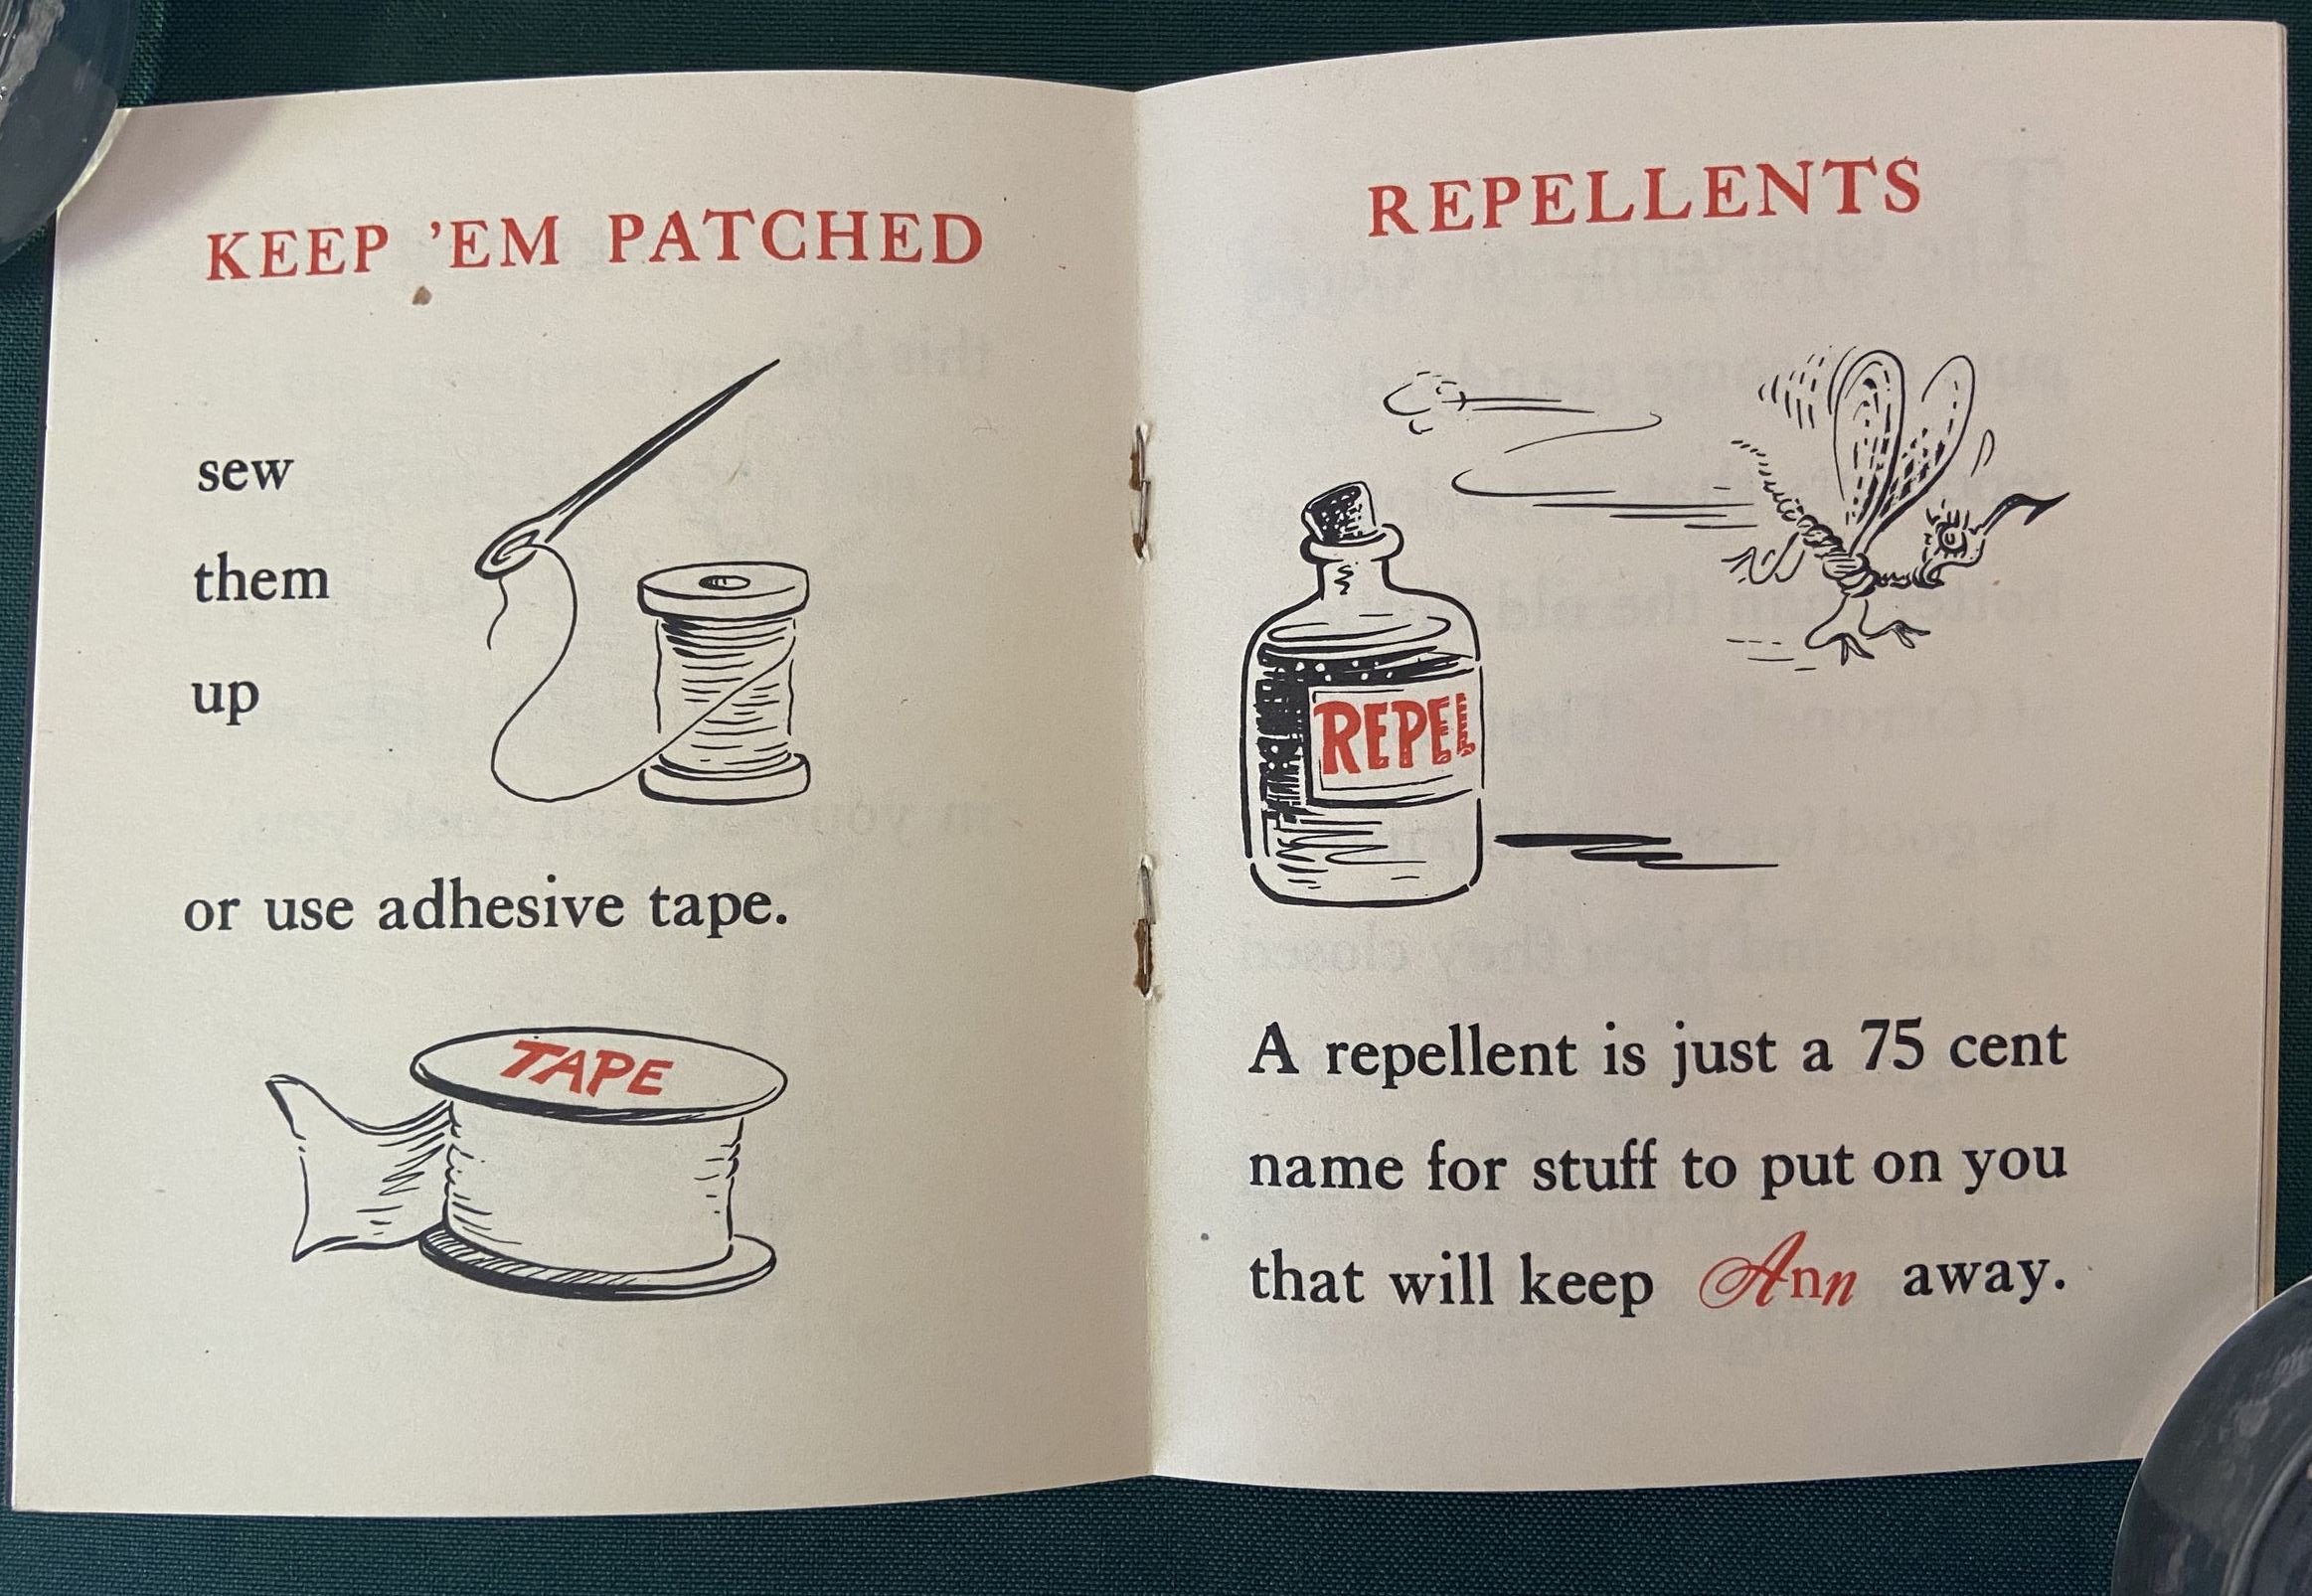 KEEP ’EM PATCHED
sew
them
up
or use adhesive tape.
TAPE
REPELLENTS
REPEL
A repellent is just a 75 cent
name for stuff to put on you
that will keep Ann away.